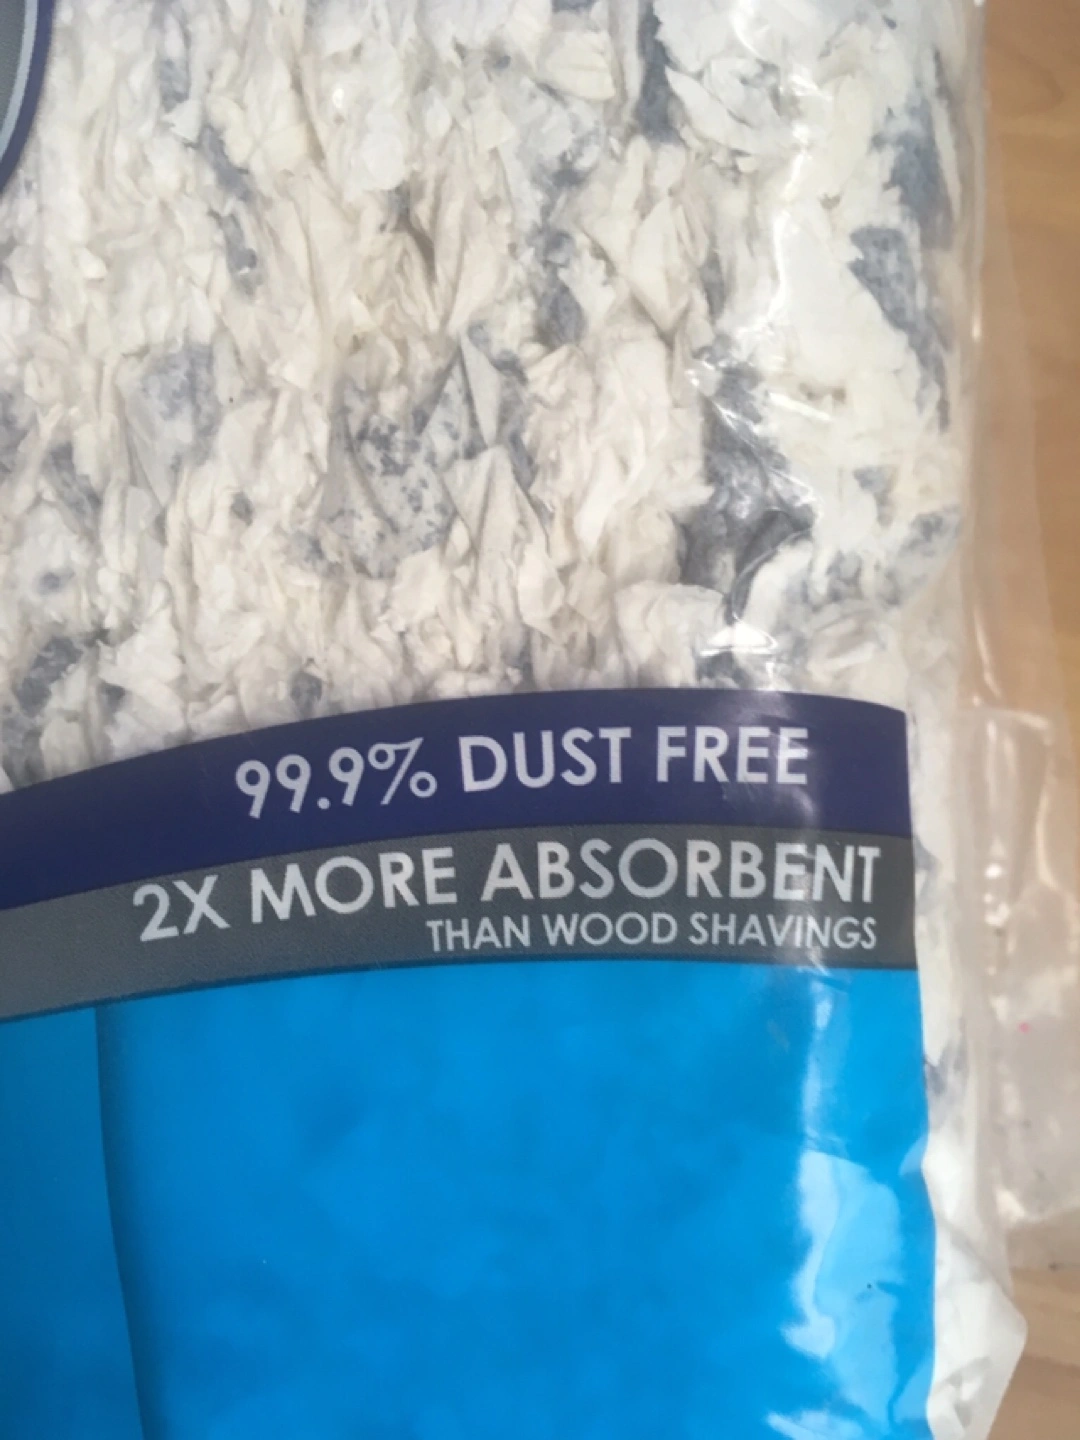 99.9% DUST FREE
2X MORE ABSORBENT
THAN WOOD SHAVINGS